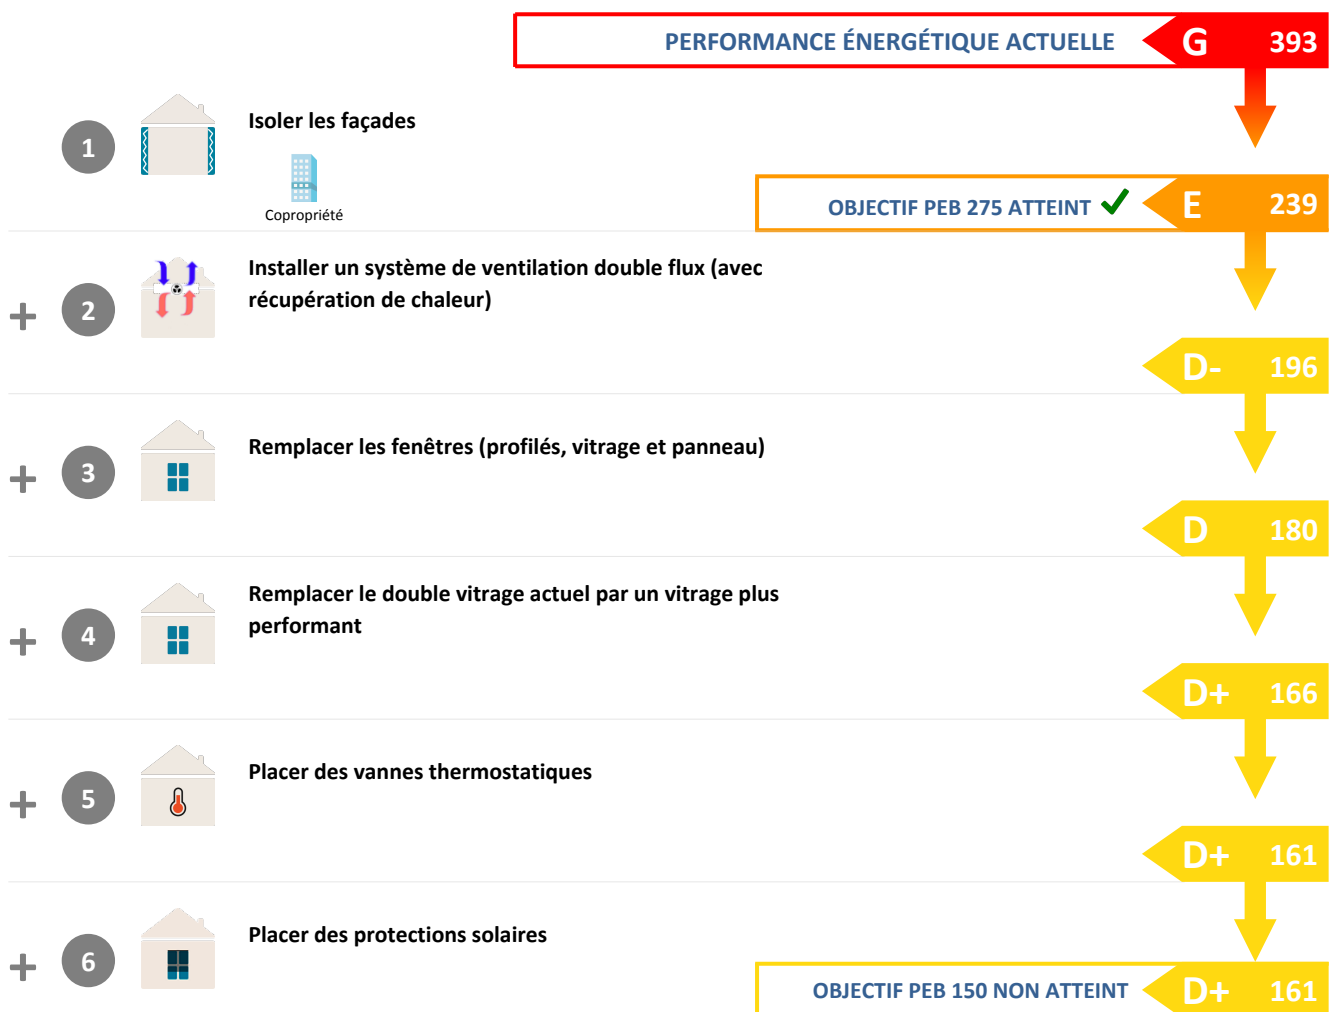 PERFORMANCE ÉNERGÉTIQUE ACTUELLE G 393
1 Isoler les façades
Copropriété
OBJECTIF PEB 275 ATTEINT ✔ E 239
+ 2 Installer un système de ventilation double flux (avec
récupération de chaleur)
D- 196
+ 3 Remplacer les fenêtres (profilés, vitrage et panneau)
D 180
+ 4 Remplacer le double vitrage actuel par un vitrage plus
performant
D+ 166
+ 5 Placer des vannes thermostatiques
D+ 161
+ 6 Placer des protections solaires
OBJECTIF PEB 150 NON ATTEINT D+ 161